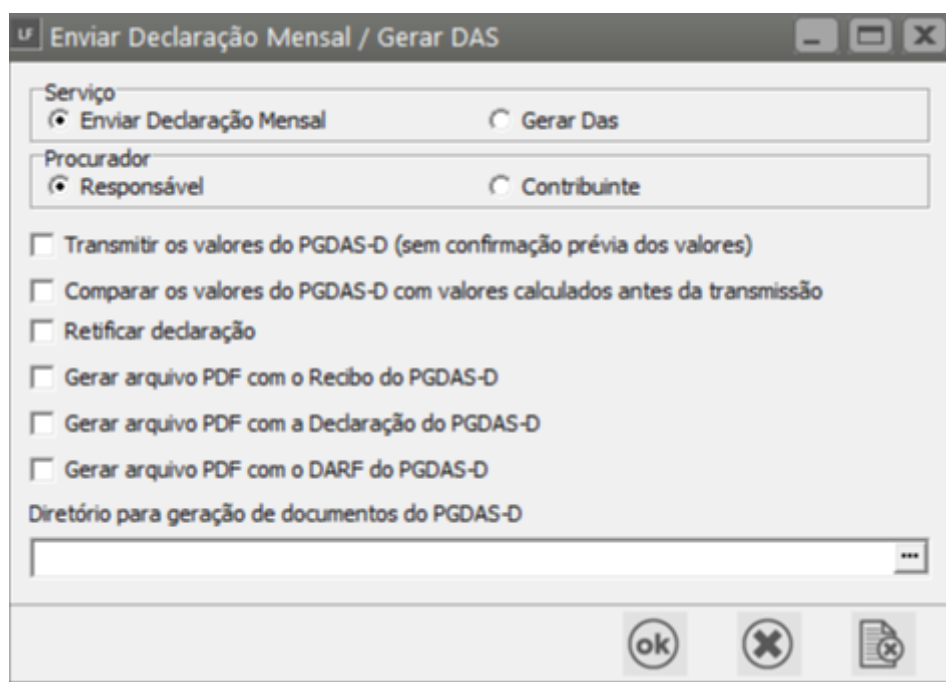 LF Enviar Declaração Mensal / Gerar DAS
Serviço
Enviar Declaração Mensal Gerar Das
Procurador
Responsável Contribuinte
Transmitir os valores do PGDAS-D (sem confirmação prévia dos valores)
Comparar os valores do PGDAS-D com valores calculados antes da transmissão
Retificar declaração
Gerar arquivo PDF com o Recibo do PGDAS-D
Gerar arquivo PDF com a Declaração do PGDAS-D
Gerar arquivo PDF com o DARF do PGDAS-D
Diretório para geração de documentos do PGDAS-D
...
ok